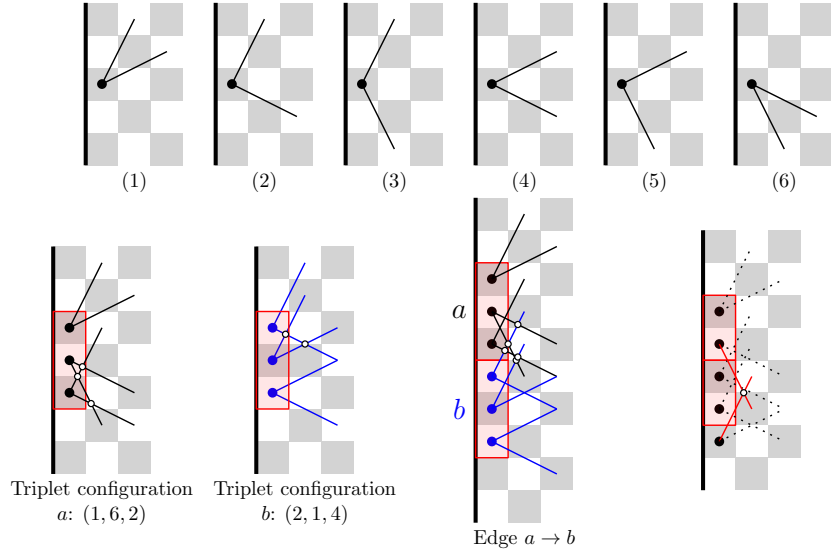 (1) (2) (3) (4) (5) (6)
a
b
Triplet configuration Triplet configuration
a: (1, 6, 2) b: (2, 1, 4)
Edge a → b